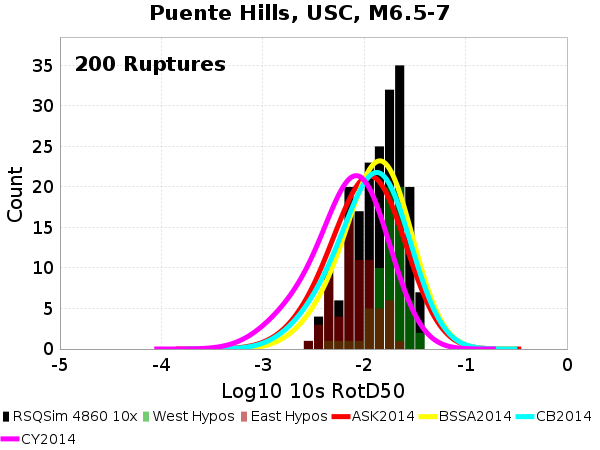 Puente Hills, USC, M6.5-7
200 Ruptures
Count
35
30
25
20
15
10
5
0
-5 -4 -3 -2 -1 0
Log10 10s RotD50
RSQSim 4860 10x West Hypos East Hypos ASK2014 BSSA2014 CB2014
CY2014